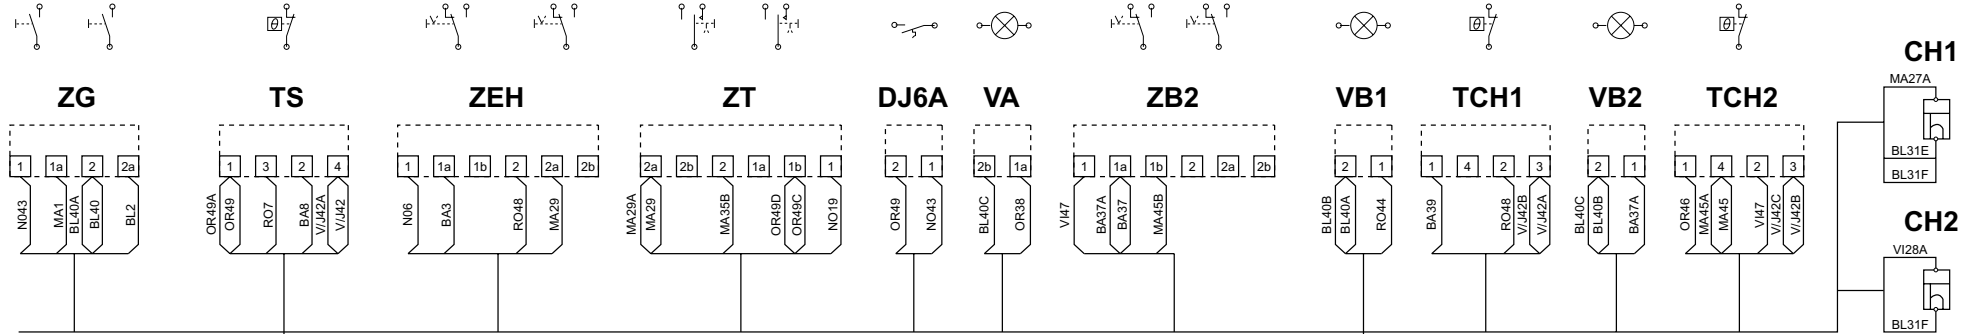 CH1
ZG TS ZEH ZT DJ6A VA ZB2 VB1 TCH1 VB2 TCH2
θ θ θ
MA27A
BL31E
BL31F
1 1a 2 2a
1 3 2 4
1 1a 1b 2 2a 2b
2a 2b 2 1a 1b 1
2 1
2b 1a
1 1a 1b 2 2a 2b
2 1
1 4 2 3
2 1
1 4 2 3
N043 MA1 BL40A BL40 BL2
OR49A OR49 RO7 BA8 V/J42A V/J42
N06 BA3 RO48 MA29
MA29A MA29 MA35B OR49D OR49C NO19
OR49 NO43
BL40C OR38
VI47 BA37A BA37 MA45B
BL40B BL40A RO44
BA39 RO48 V/J42B V/J42A
BL40C BL40B BA37A
OR46 MA45A MA45 VI47 V/J42C V/J42B
CH2
VI28A
BL31F